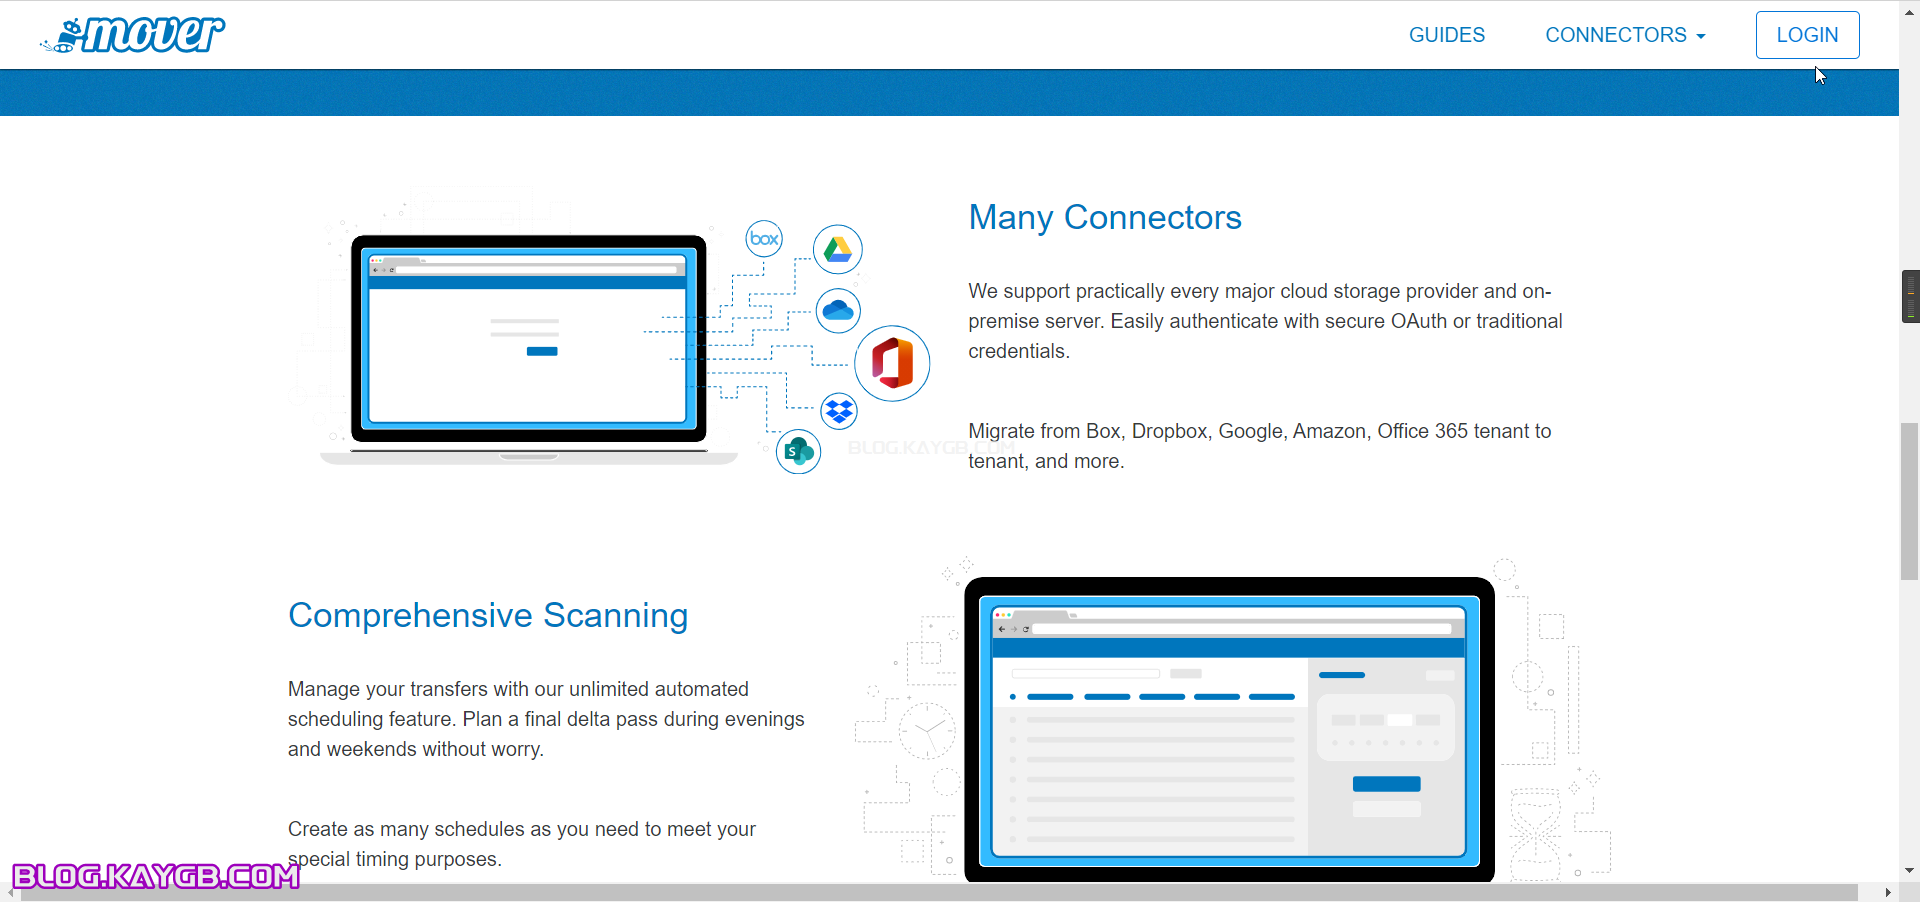 mover
GUIDES
CONNECTORS
LOGIN
Many Connectors
box
We support practically every major cloud storage provider and on-
premise server. Easily authenticate with secure OAuth or traditional
credentials.
S
BLOG.KAYGB.COM
Migrate from Box, Dropbox, Google, Amazon, Office 365 tenant to
tenant, and more.
Comprehensive Scanning
Manage your transfers with our unlimited automated
scheduling feature. Plan a final delta pass during evenings
and weekends without worry.
Create as many schedules as you need to meet your
special timing purposes.
BLOG.KAYGB.COM